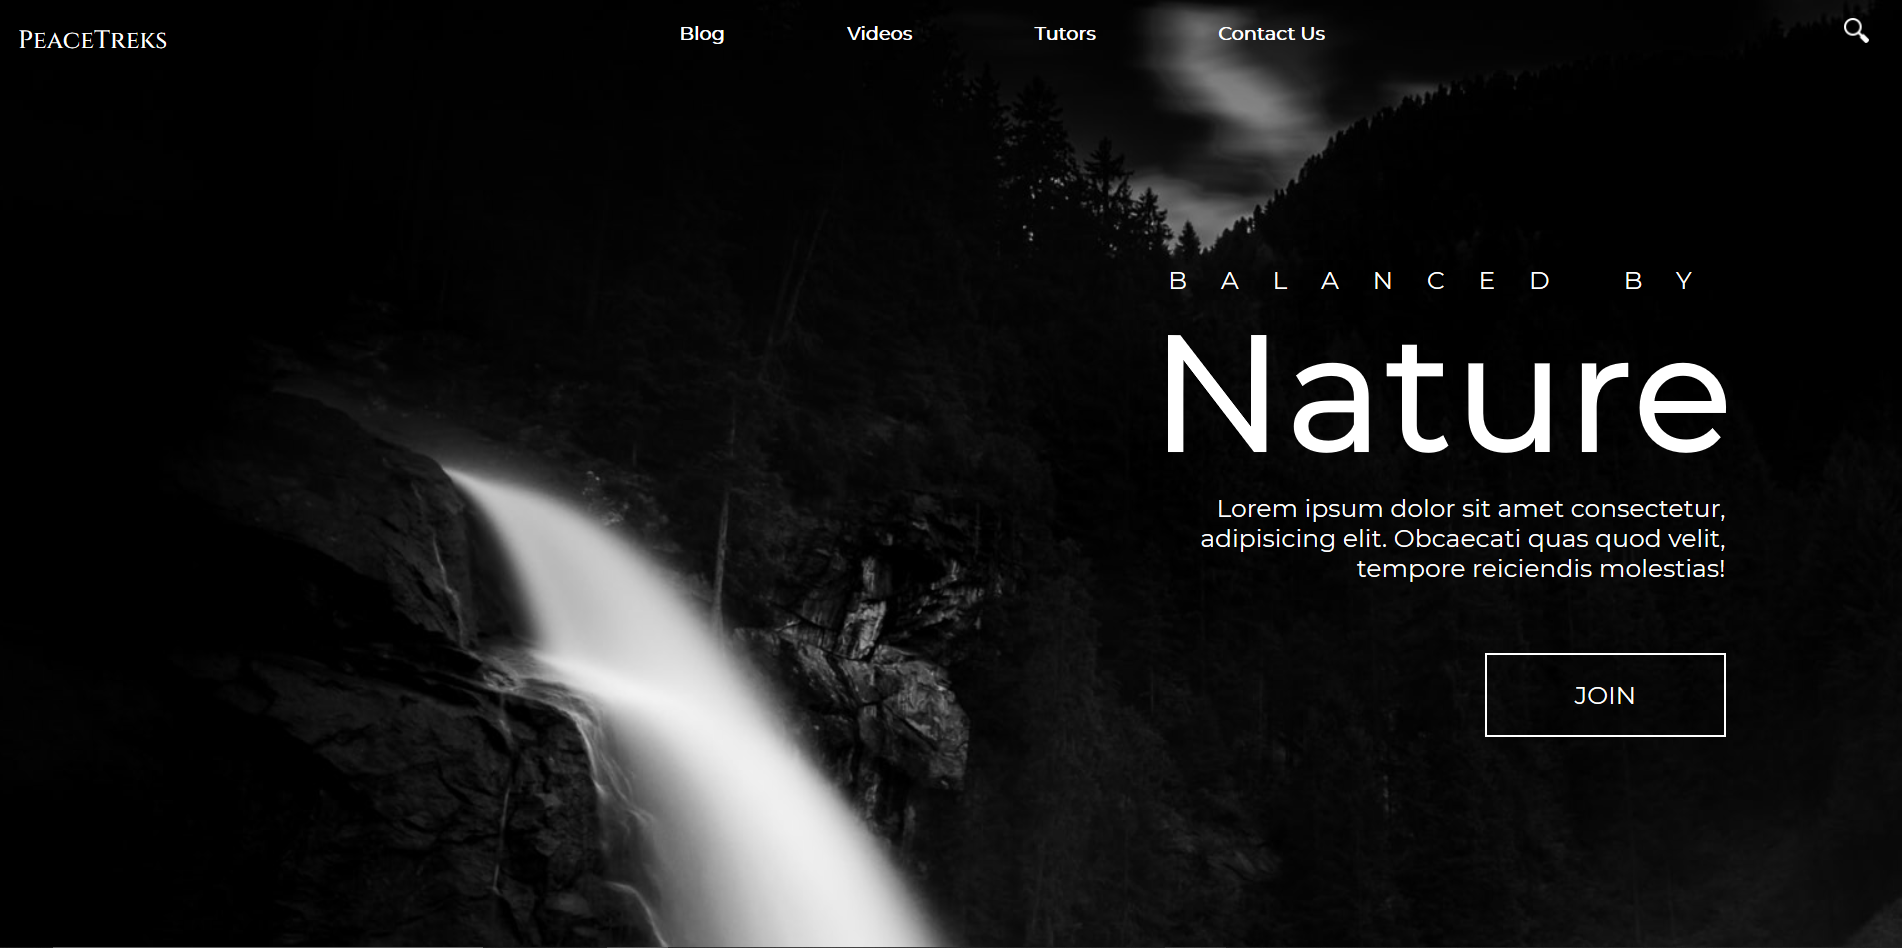 PeaceTreks
Blog Videos Tutors Contact Us
BALANCED BY
Nature
Lorem ipsum dolor sit amet consectetur,
adipisicing elit. Obcaecati quas quod velit,
tempore reiciendis molestias!
JOIN